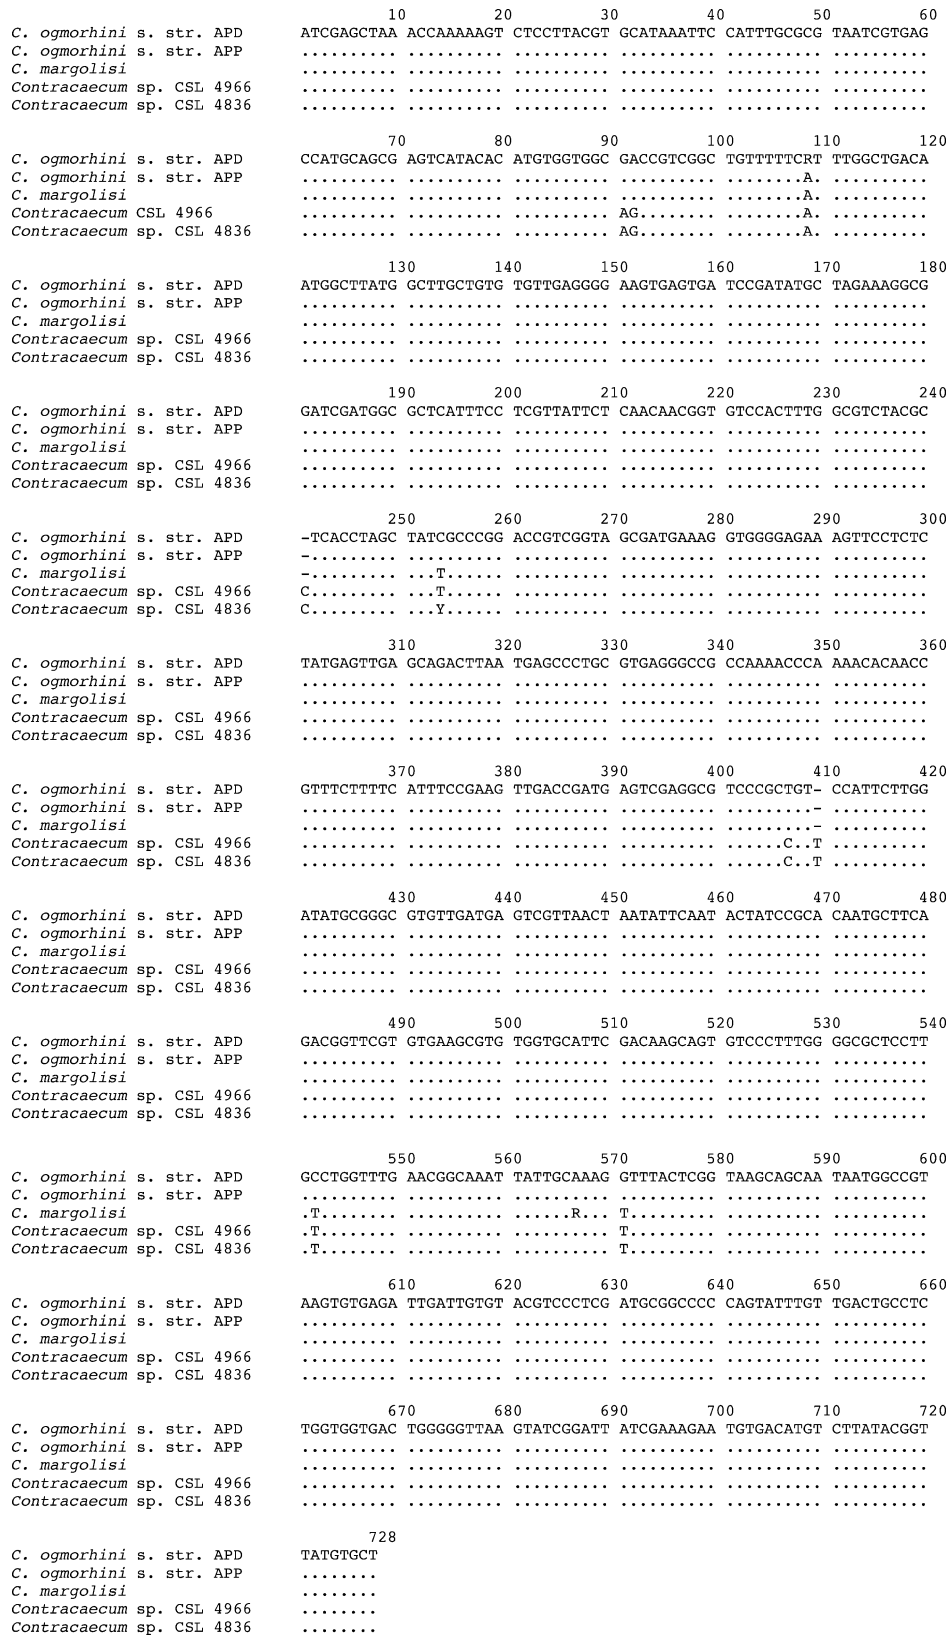 10 20 30 40 50 60
C. ogmorhini s. str. APD ATCGAGCTAA ACCAAAAAGT CTCCTTACGT GCATAAATTC CATTTGCGCG TAATCGTGAG
C. ogmorhini s. str. APP .......... .......... .......... .......... .......... ..........
C. margolisi .......... .......... .......... .......... .......... ..........
Contracaecum sp. CSL 4966 .......... .......... .......... .......... .......... ..........
Contracaecum sp. CSL 4836 .......... .......... .......... .......... .......... ..........
70 80 90 100 110 120
C. ogmorhini s. str. APD CCATGCAGCG AGTCATACAC ATGTGGTGGC GACCGTCGGC TGTTTTTCRT TTGGCTGACA
C. ogmorhini s. str. APP .......... .......... .......... .......... ........A. ..........
C. margolisi .......... .......... .......... .......... ........A. ..........
Contracaecum CSL 4966 .......... .......... .......... AG........ ........A. ..........
Contracaecum sp. CSL 4836 .......... .......... .......... AG........ ........A. ..........
130 140 150 160 170 180
C. ogmorhini s. str. APD ATGGCTTATG GCTTGCTGTG TGTTGAGGGG AAGTGAGTGA TCCGATATGC TAGAAAGGCG
C. ogmorhini s. str. APP .......... .......... .......... .......... .......... ..........
C. margolisi .......... .......... .......... .......... .......... ..........
Contracaecum sp. CSL 4966 .......... .......... .......... .......... .......... ..........
Contracaecum sp. CSL 4836 .......... .......... .......... .......... .......... ..........
190 200 210 220 230 240
C. ogmorhini s. str. APD GATCGATGGC GCTCATTTCC TCGTTATTCT CAACAACGGT GTCCACTTTG GCGTCTACGC
C. ogmorhini s. str. APP .......... .......... .......... .......... .......... ..........
C. margolisi .......... .......... .......... .......... .......... ..........
Contracaecum sp. CSL 4966 .......... .......... .......... .......... .......... ..........
Contracaecum sp. CSL 4836 .......... .......... .......... .......... .......... ..........
250 260 270 280 290 300
C. ogmorhini s. str. APD -TCACCTAGC TATCGCCCGG ACCGTCGGTA GCGATGAAAG GTGGGGAGAA AGTTCCTCTC
C. ogmorhini s. str. APP -......... .......... .......... .......... .......... ..........
C. margolisi -......... ...T...... .......... .......... .......... ..........
Contracaecum sp. CSL 4966 C......... ...T...... .......... .......... .......... ..........
Contracaecum sp. CSL 4836 C......... ...Y...... .......... .......... .......... ..........
310 320 330 340 350 360
C. ogmorhini s. str. APD TATGAGTTGA GCAGACTTAA TGAGCCCTGC GTGAGGGCCG CCAAAACCCA AAACACAACC
C. ogmorhini s. str. APP .......... .......... .......... .......... .......... ..........
C. margolisi .......... .......... .......... .......... .......... ..........
Contracaecum sp. CSL 4966 .......... .......... .......... .......... .......... ..........
Contracaecum sp. CSL 4836 .......... .......... .......... .......... .......... ..........
370 380 390 400 410 420
C. ogmorhini s. str. APD GTTTCTTTTC ATTTCCGAAG TTGACCGATG AGTCGAGGCG TCCCGCTGT- CCATTCTTGG
C. ogmorhini s. str. APP .......... .......... .......... .......... .........- ..........
C. margolisi .......... .......... .......... .......... .........- ..........
Contracaecum sp. CSL 4966 .......... .......... .......... .......... ......C..T ..........
Contracaecum sp. CSL 4836 .......... .......... .......... .......... ......C..T ..........
430 440 450 460 470 480
C. ogmorhini s. str. APD ATATGCGGGC GTGTTGATGA GTCGTTAACT AATATTCAAT ACTATCCGCA CAATGCTTCA
C. ogmorhini s. str. APP .......... .......... .......... .......... .......... ..........
C. margolisi .......... .......... .......... .......... .......... ..........
Contracaecum sp. CSL 4966 .......... .......... .......... .......... .......... ..........
Contracaecum sp. CSL 4836 .......... .......... .......... .......... .......... ..........
490 500 510 520 530 540
C. ogmorhini s. str. APD GACGGTTCGT GTGAAGCGTG TGGTGCATTC GACAAGCAGT GTCCCTTTGG GGCGCTCCTT
C. ogmorhini s. str. APP .......... .......... .......... .......... .......... ..........
C. margolisi .......... .......... .......... .......... .......... ..........
Contracaecum sp. CSL 4966 .......... .......... .......... .......... .......... ..........
Contracaecum sp. CSL 4836 .......... .......... .......... .......... .......... ..........
550 560 570 580 590 600
C. ogmorhini s. str. APD GCCTGGTTTG AACGGCAAAT TATTGCAAAG GTTTACTCGG TAAGCAGCAA TAATGGCCGT
C. ogmorhini s. str. APP .......... .......... .......... .......... .......... ..........
C. margolisi .T........ .......... ......R... T......... .......... ..........
Contracaecum sp. CSL 4966 .T........ .......... .......... T......... .......... ..........
Contracaecum sp. CSL 4836 .T........ .......... .......... T......... .......... ..........
610 620 630 640 650 660
C. ogmorhini s. str. APD AAGTGTGAGA TTGATTGTGT ACGTCCCTCG ATGCGGCCCC CAGTATTTGT TGACTGCCTC
C. ogmorhini s. str. APP .......... .......... .......... .......... .......... ..........
C. margolisi .......... .......... .......... .......... .......... ..........
Contracaecum sp. CSL 4966 .......... .......... .......... .......... .......... ..........
Contracaecum sp. CSL 4836 .......... .......... .......... .......... .......... ..........
670 680 690 700 710 720
C. ogmorhini s. str. APD TGGTGGTGAC TGGGGGTTAA GTATCGGATT ATCGAAAGAA TGTGACATGT CTTATACGGT
C. ogmorhini s. str. APP .......... .......... .......... .......... .......... ..........
C. margolisi .......... .......... .......... .......... .......... ..........
Contracaecum sp. CSL 4966 .......... .......... .......... .......... .......... ..........
Contracaecum sp. CSL 4836 .......... .......... .......... .......... .......... ..........
728
C. ogmorhini s. str. APD TATGTGCT
C. ogmorhini s. str. APP ........
C. margolisi ........
Contracaecum sp. CSL 4966 ........
Contracaecum sp. CSL 4836 ........